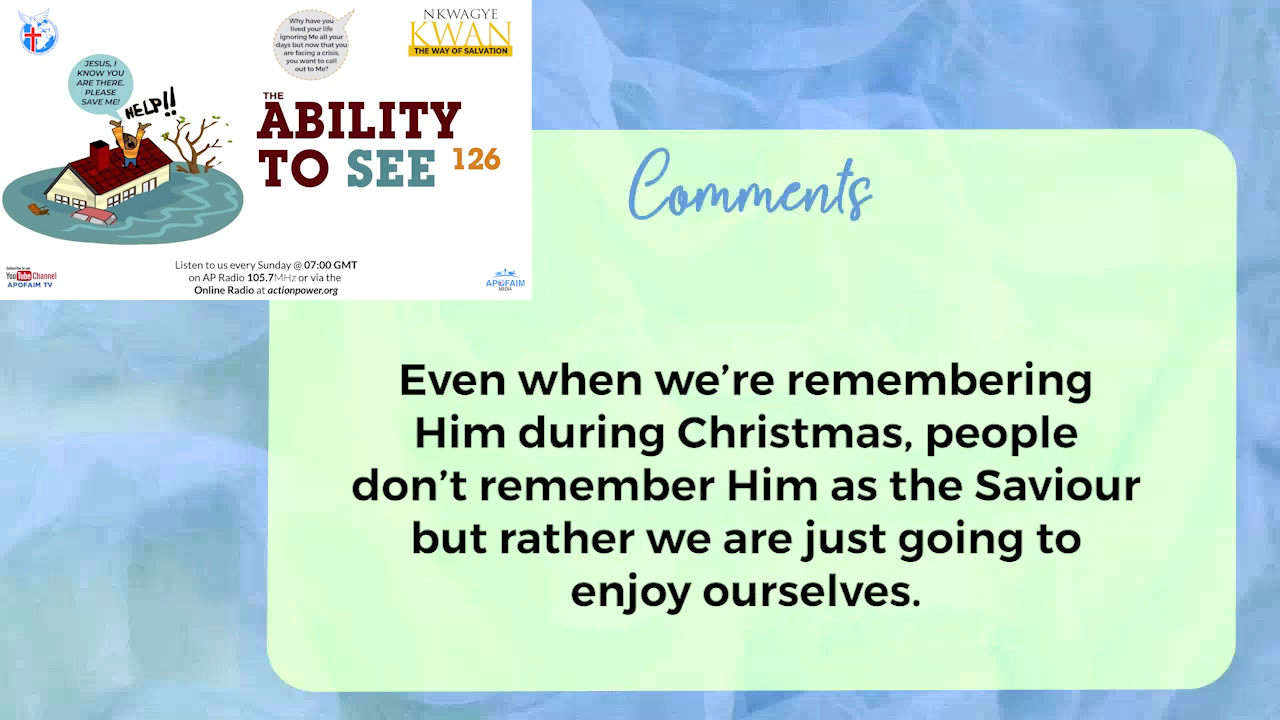 Why have you
lived your life
ignoring Me all your
days but now that you
are facing a crisis,
you want to call
out to Me?
NKWAGYE
KWAN
THE WAY OF SALVATION
JESUS, I
KNOW YOU
ARE THERE.
PLEASE
SAVE ME!
HELP!!
THE
ABILITY
TO SEE 126
Listen to us every Sunday @ 07:00 GMT
on AP Radio 105.7MHz or via the
Online Radio at actionpower.org
Subscribe to our
YouTube Channel
APOFAIM TV
APOFAIM
MEDIA
Comments
Even when we’re remembering
Him during Christmas, people
don’t remember Him as the Saviour
but rather we are just going to
enjoy ourselves.